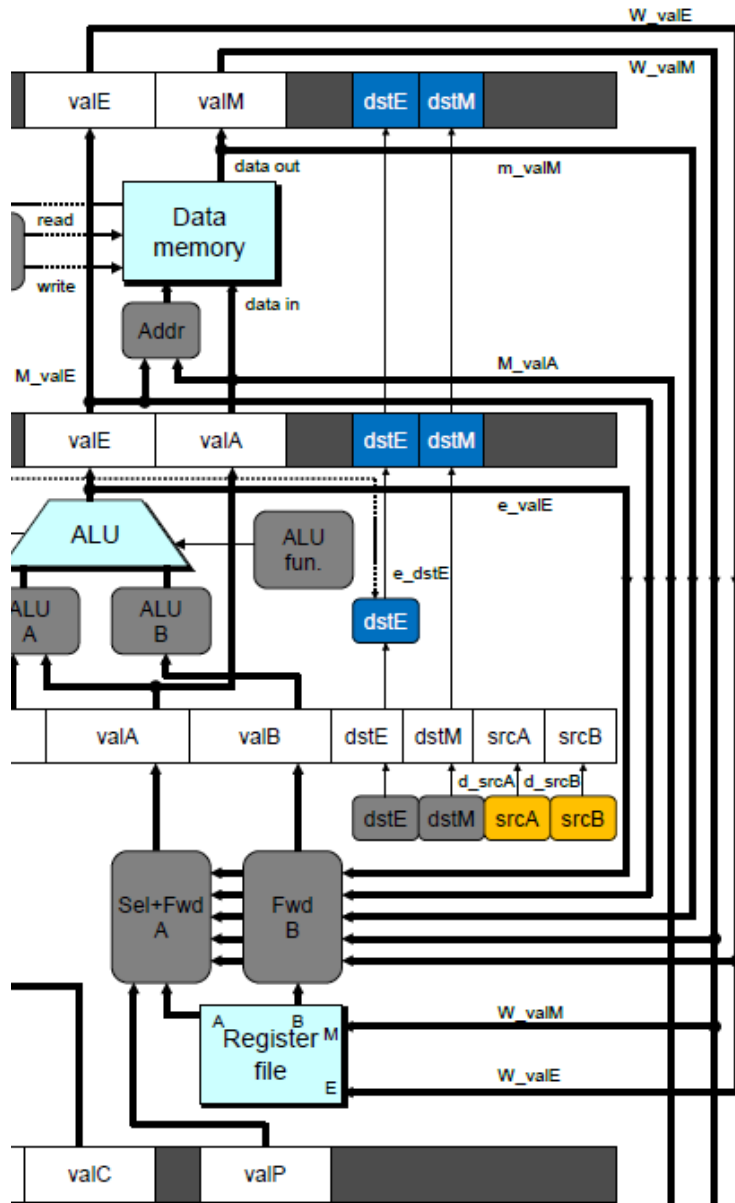 W_valE
W_valM
valE valM dstE dstM
data out m_valM
read
Data
memory
write
data in
Addr
M_valE M_valA
valE valA dstE dstM
e_valE
ALU
ALU
fun.
e_dstE
ALU
A
ALU
B
dstE
valA valB dstE dstM srcA srcB
d_srcA d_srcB
dstE dstM srcA srcB
Sel+Fwd
A
Fwd
B
A B
W_valM
Register
file
M
W_valE
E
valC valP